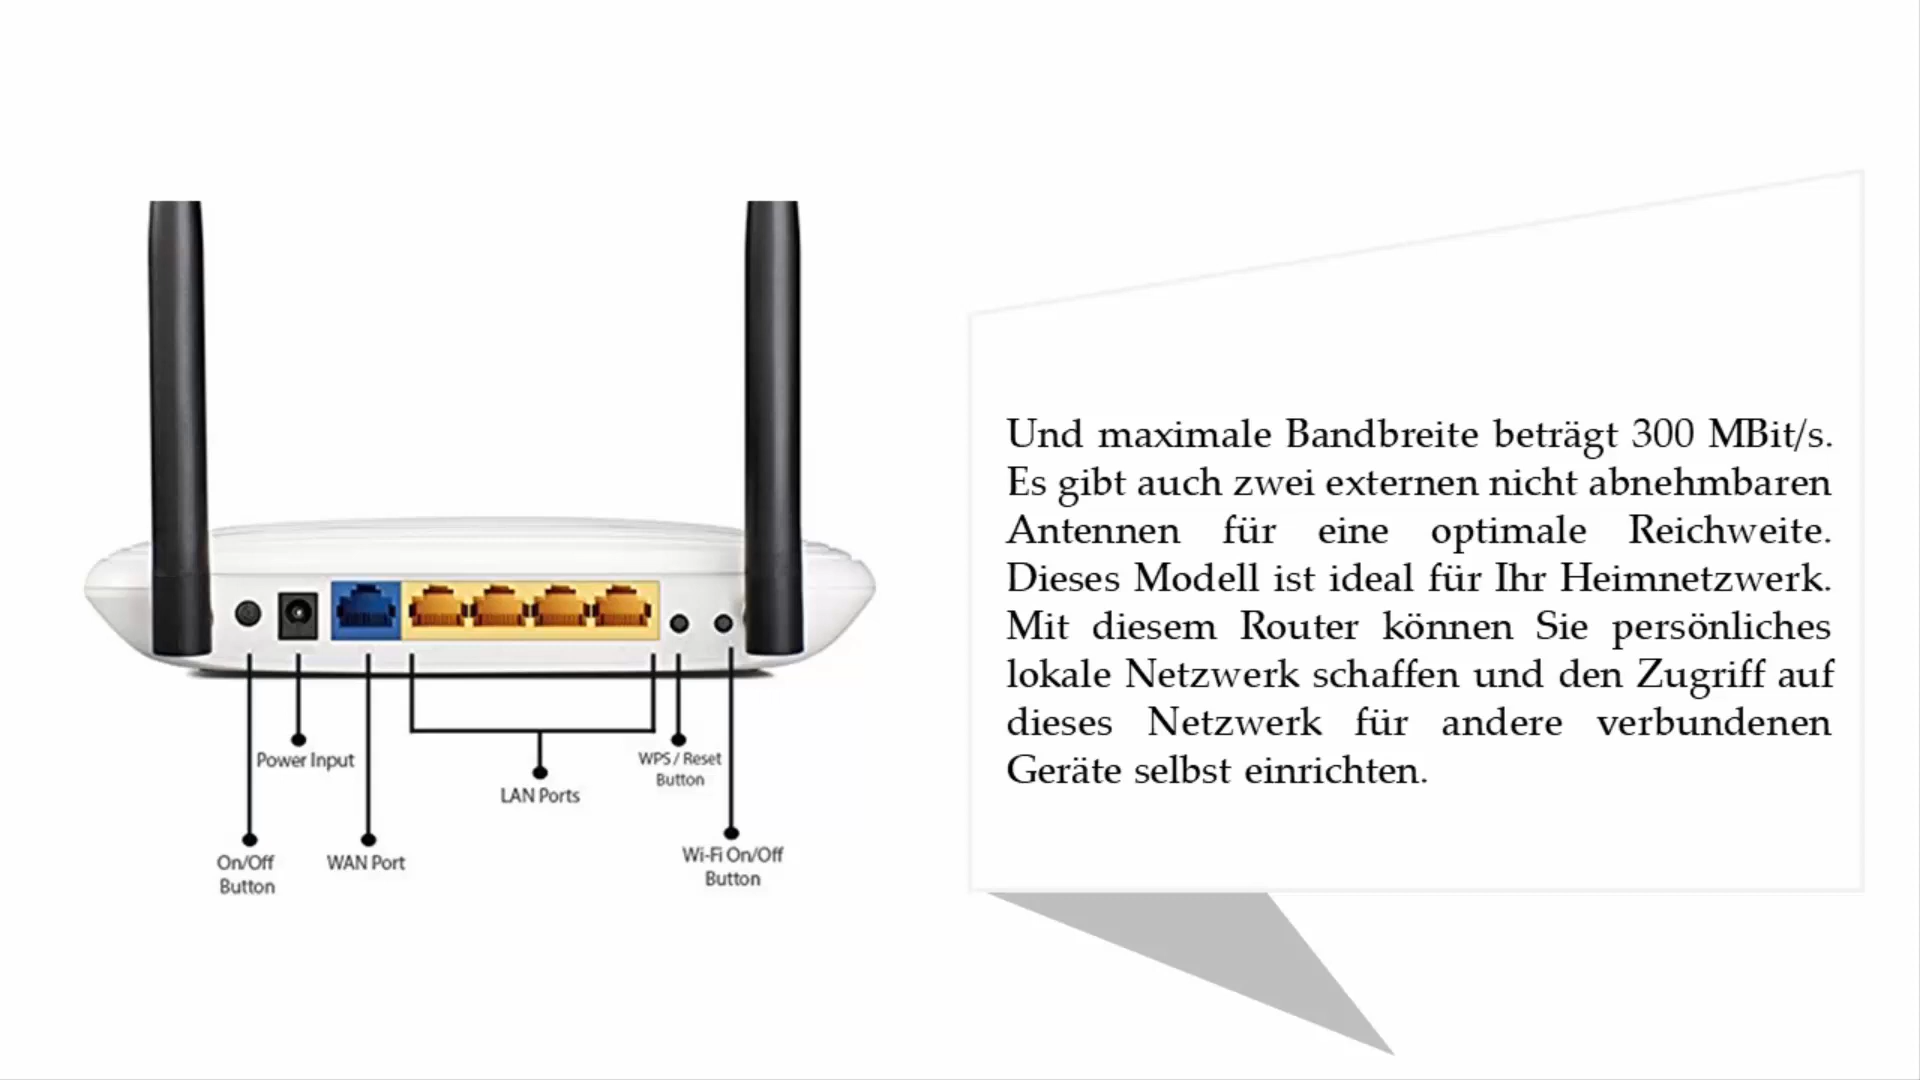 Power Input
WPS / Reset
Button
LAN Ports
On/Off
Button
WAN Port
Wi-Fi On/Off
Button
Und maximale Bandbreite beträgt 300 MBit/s.
Es gibt auch zwei externen nicht abnehmbaren
Antennen für eine optimale Reichweite.
Dieses Modell ist ideal für Ihr Heimnetzwerk.
Mit diesem Router können Sie persönliches
lokale Netzwerk schaffen und den Zugriff auf
dieses Netzwerk für andere verbundenen
Geräte selbst einrichten.